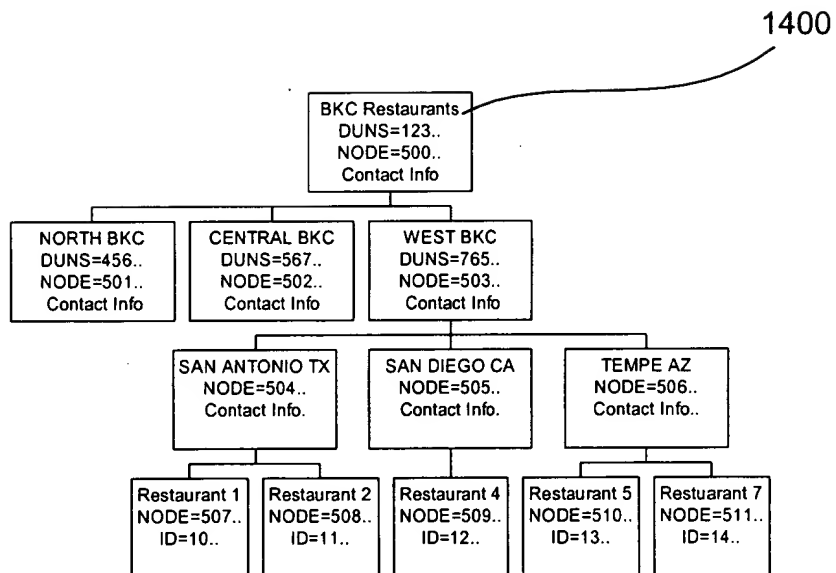 1400
BKC Restaurants
DUNS=123..
NODE=500..
Contact Info
NORTH BKC
DUNS=456..
NODE=501..
Contact Info
CENTRAL BKC
DUNS=567..
NODE=502..
Contact Info
WEST BKC
DUNS=765..
NODE=503..
Contact Info
SAN ANTONIO TX
NODE=504..
Contact Info.
SAN DIEGO CA
NODE=505..
Contact Info.
TEMPE AZ
NODE=506..
Contact Info..
Restaurant 1
NODE=507..
ID=10..
Restaurant 2
NODE=508..
ID=11..
Restaurant 4
NODE=509..
ID=12..
Restaurant 5
NODE=510..
ID=13..
Restuarant 7
NODE=511..
ID=14..